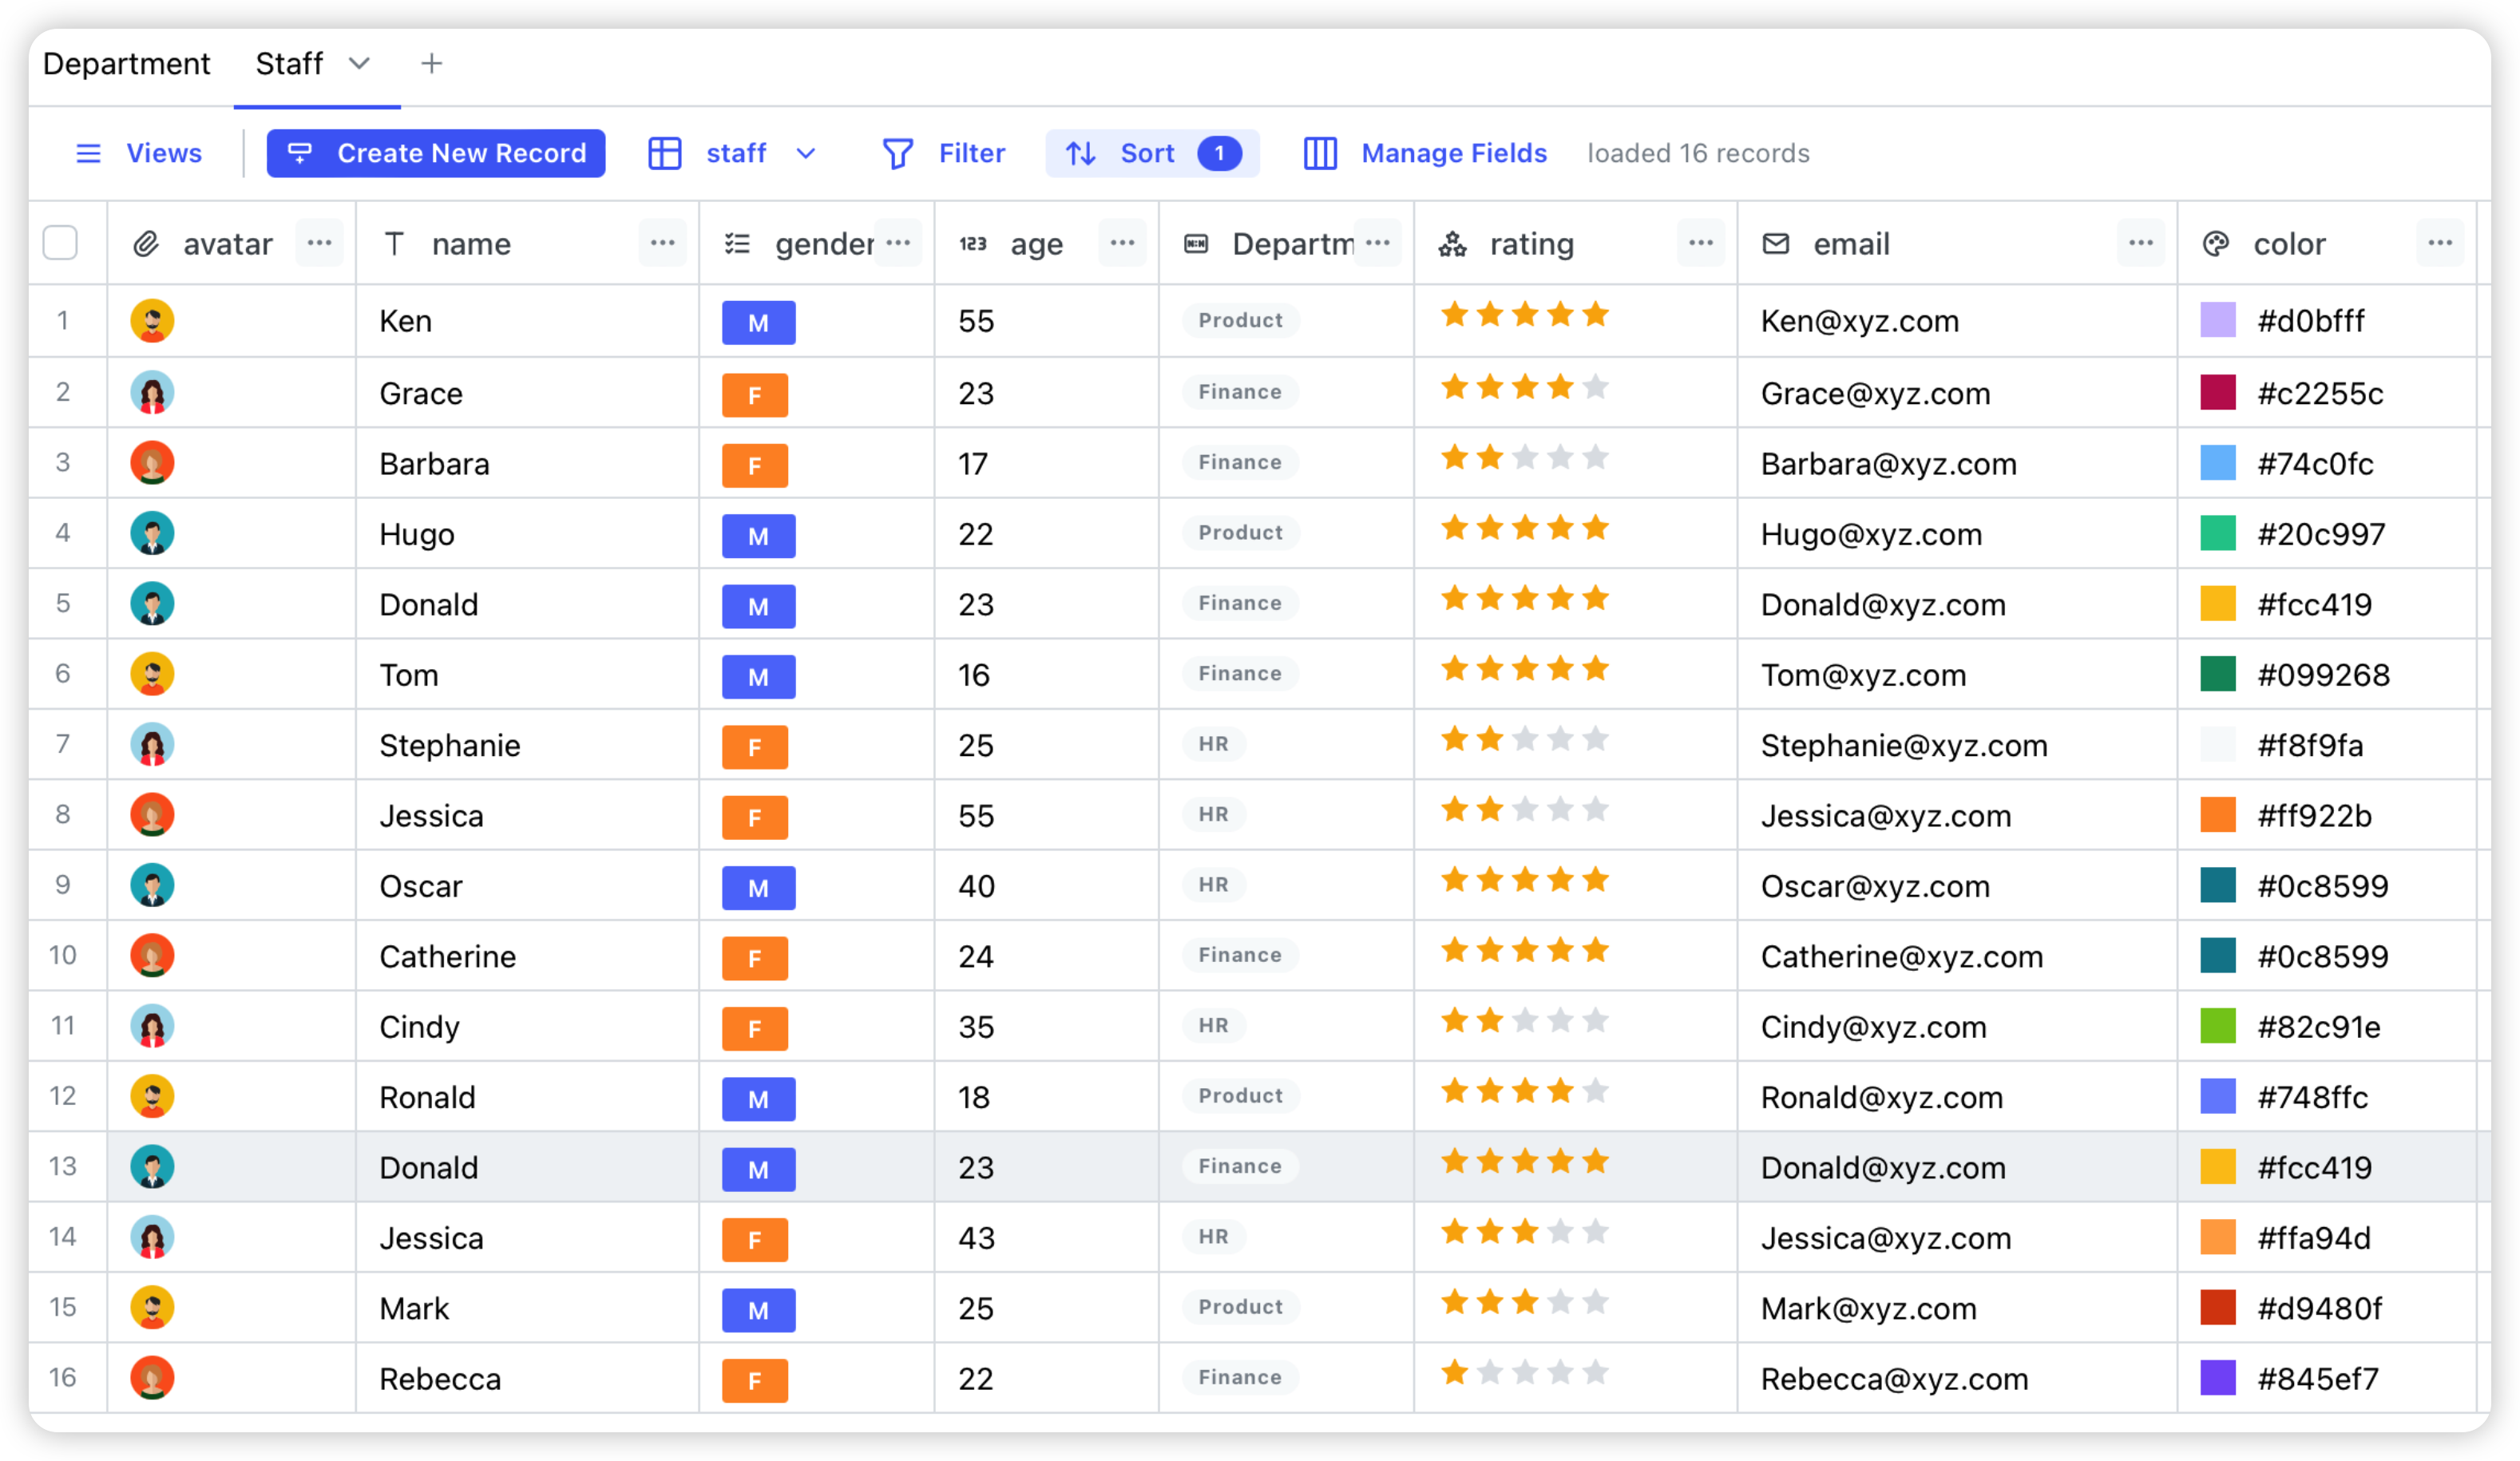 Department Staff
Views Create New Record staff Filter Sort 1 Manage Fields loaded 16 records
avatar name gender 123 age Departm rating email color
1 Ken M 55 Product Ken@xyz.com #d0bfff
2 Grace F 23 Finance Grace@xyz.com #c2255c
3 Barbara F 17 Finance Barbara@xyz.com #74c0fc
4 Hugo M 22 Product Hugo@xyz.com #20c997
5 Donald M 23 Finance Donald@xyz.com #fcc419
6 Tom M 16 Finance Tom@xyz.com #099268
7 Stephanie F 25 HR Stephanie@xyz.com #f8f9fa
8 Jessica F 55 HR Jessica@xyz.com #ff922b
9 Oscar M 40 HR Oscar@xyz.com #0c8599
10 Catherine F 24 Finance Catherine@xyz.com #0c8599
11 Cindy F 35 HR Cindy@xyz.com #82c91e
12 Ronald M 18 Product Ronald@xyz.com #748ffc
13 Donald M 23 Finance Donald@xyz.com #fcc419
14 Jessica F 43 HR Jessica@xyz.com #ffa94d
15 Mark M 25 Product Mark@xyz.com #d9480f
16 Rebecca F 22 Finance Rebecca@xyz.com #845ef7